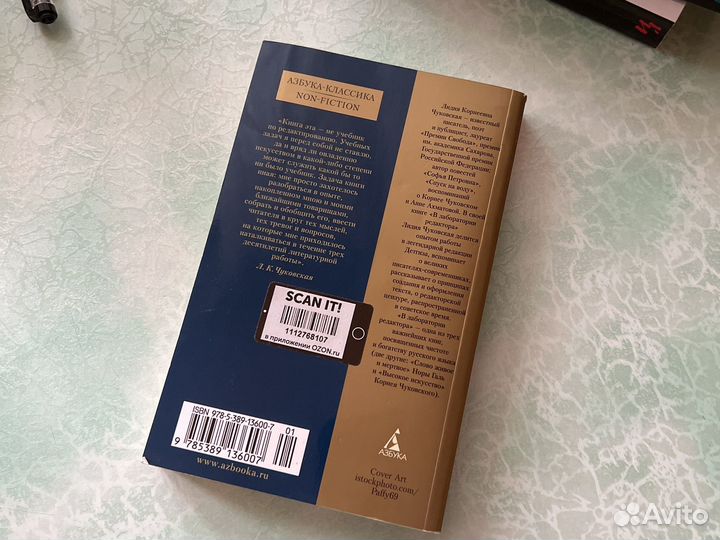 АЗБУКА-КЛАССИКА
NON-FICTION
«Книга эта – не учебник
по редактированию. Учебных
задач я перед собой не ставлю,
да и вряд ли овладению
искусством в какой-либо степени
может служить какой бы то
ни было учебник. Задача книги
иная: мне просто захотелось
разобраться в опыте,
накопленном мною и моими
ближайшими товарищами,
собрать и обобщить его, ввести
читателя в круг тех мыслей,
тех тревог и вопросов,
на которые мне приходилось
наталкиваться в течение трех
десятилетий литературной
работы».
Л. К. Чуковская
SCAN IT!
1112768107
в приложении OZON.ru
ISBN 978-5-389-13600-7
01
9 785389 136007
www.azbooka.ru
Лидия Корнеевна
Чуковская – известный
писатель, поэт
и публицист, лауреат
«Премии Свобода», премии
им. академика Сахарова,
Государственной премии
Российской Федерации;
автор повестей
«Софья Петровна»,
«Спуск под воду»,
воспоминаний
о Корнее Чуковском
и Анне Ахматовой. В своей
книге «В лаборатории
редактора»
Лидия Чуковская делится
опытом работы
в легендарной редакции
Детгиза, вспоминает
о великих
писателях-современниках,
рассказывает о принципах
создания и оформления
текста, о редакторской
цензуре, распространенной
в советское время.
«В лаборатории
редактора» – одна из трех
важнейших книг,
посвященных чистоте
и богатству русского языка
(две другие: «Слово живое
и мертвое» Норы Галь
и «Высокое искусство»
Корнея Чуковского).
АЗБУКА
Cover Art
istockphoto.com/
Paffy69
Avito